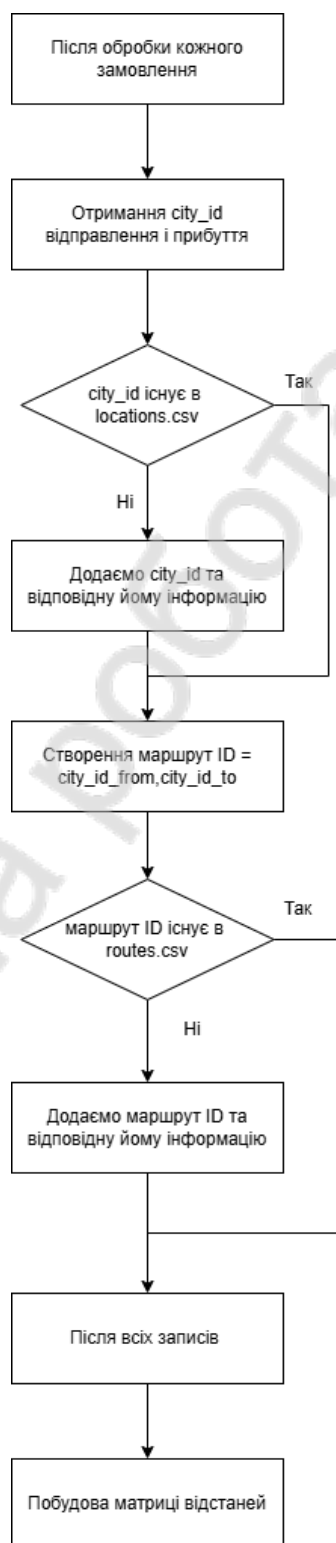 Після обробки кожного
замовлення
Отримання city_id
відправлення і прибуття
city_id існує в
locations.csv
Так
Ні
Додаємо city_id та
відповідну йому інформацію
Створення маршрут ID =
city_id_from,city_id_to
маршрут ID існує в
routes.csv
Так
Ні
Додаємо маршрут ID та
відповідну йому інформацію
Після всіх записів
Побудова матриці відстаней